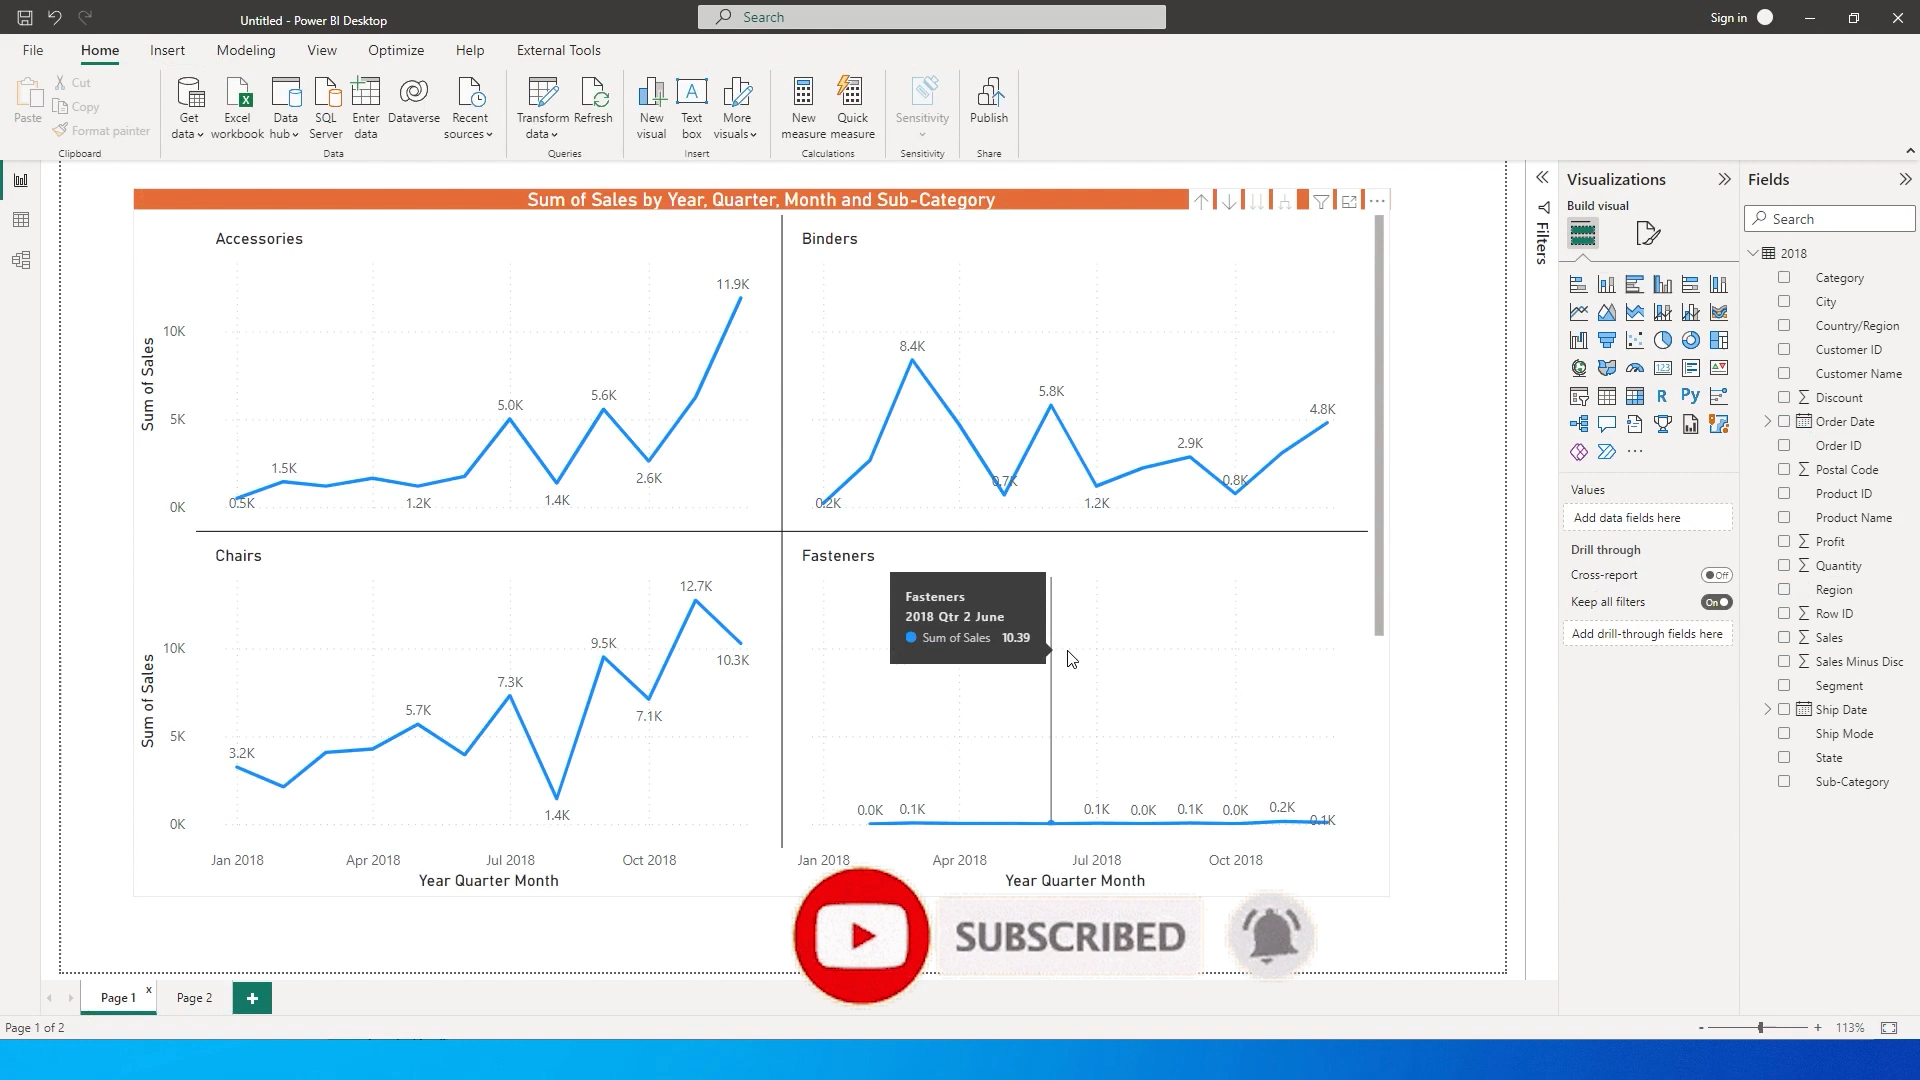 Untitled - Power BI Desktop
Search
Sign in
File Home Insert Modeling View Optimize Help External Tools
Paste
Cut
Copy
Format painter
Clipboard
Get data
Excel workbook
Data hub
SQL Server
Enter data
Dataverse
Recent sources
Data
Transform data
Refresh
Queries
New visual
Text box
More visuals
Insert
New measure
Quick measure
Calculations
Sensitivity
Sensitivity
Publish
Share
Sum of Sales by Year, Quarter, Month and Sub-Category
Accessories
Sum of Sales
10K
5K
0K
0.5K
1.5K
1.2K
5.0K
1.4K
5.6K
2.6K
11.9K
Binders
0.2K
8.4K
0.7K
5.8K
1.2K
2.9K
0.8K
4.8K
Chairs
Sum of Sales
10K
5K
0K
3.2K
5.7K
7.3K
1.4K
9.5K
7.1K
12.7K
10.3K
Jan 2018 Apr 2018 Jul 2018 Oct 2018
Year Quarter Month
Fasteners
Fasteners
2018 Qtr 2 June
Sum of Sales 10.39
0.0K 0.1K 0.1K 0.0K 0.1K 0.0K 0.2K 0.1K
Jan 2018 Apr 2018 Jul 2018 Oct 2018
Year Quarter Month
SUBSCRIBED
Filters
Visualizations
Build visual
123
R
Py
Values
Add data fields here
Drill through
Cross-report
Off
Keep all filters
On
Add drill-through fields here
Fields
Search
2018
Category
City
Country/Region
Customer ID
Customer Name
Discount
Order Date
Order ID
Postal Code
Product ID
Product Name
Profit
Quantity
Region
Row ID
Sales
Sales Minus Disc
Segment
Ship Date
Ship Mode
State
Sub-Category
Page 1 x
Page 2
+
Page 1 of 2
- + 113%